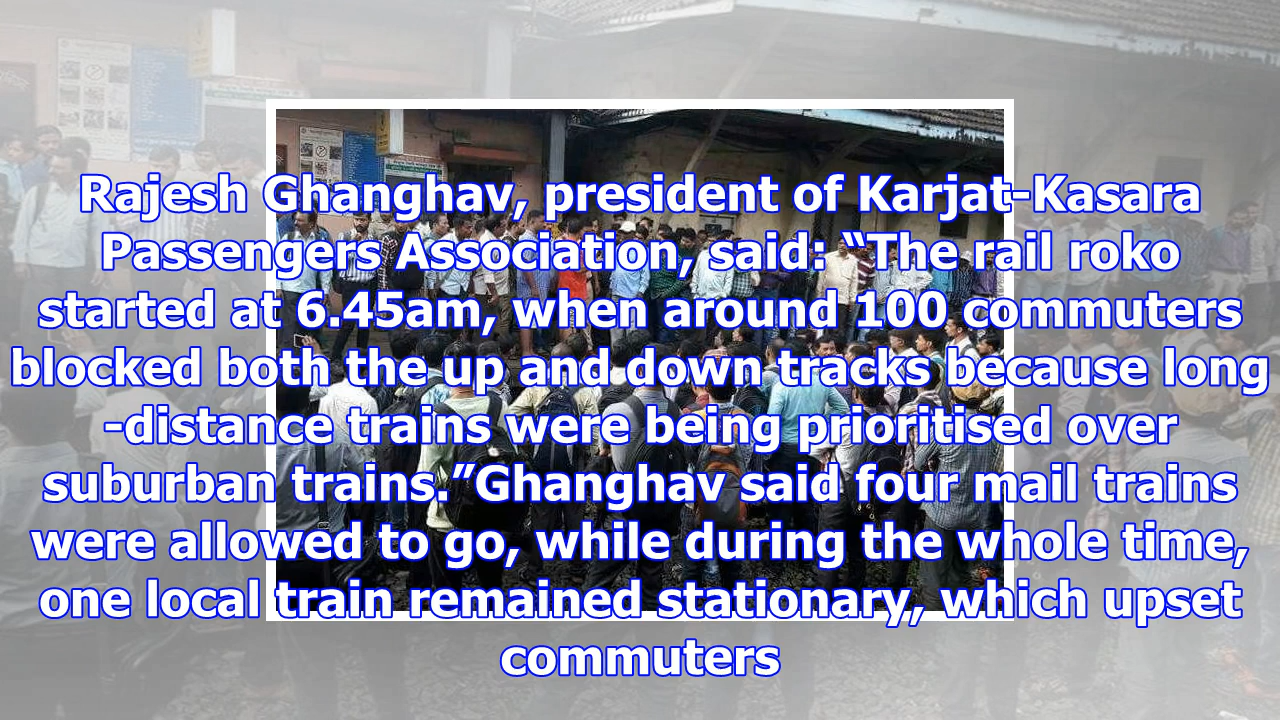 Rajesh Ghanghav, president of Karjat-Kasara
Passengers Association, said: “The rail roko
started at 6.45am, when around 100 commuters
blocked both the up and down tracks because long
-distance trains were being prioritised over
suburban trains.”Ghanghav said four mail trains
were allowed to go, while during the whole time,
one local train remained stationary, which upset
commuters